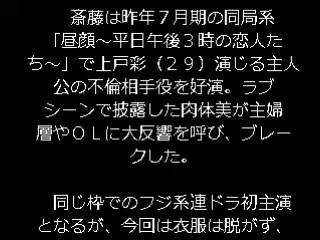 斎藤は昨年７月期の同局系
「昼顔～平日午後３時の恋人た
ち～」で上戸彩（２９）演じる主人
公の不倫相手役を好演。ラブ
シーンで披露した肉体美が主婦
層やＯＬに大反響を呼び、ブレー
クした。

　同じ枠でのフジ系連ドラ初主演
となるが、今回は衣服は脱がず、